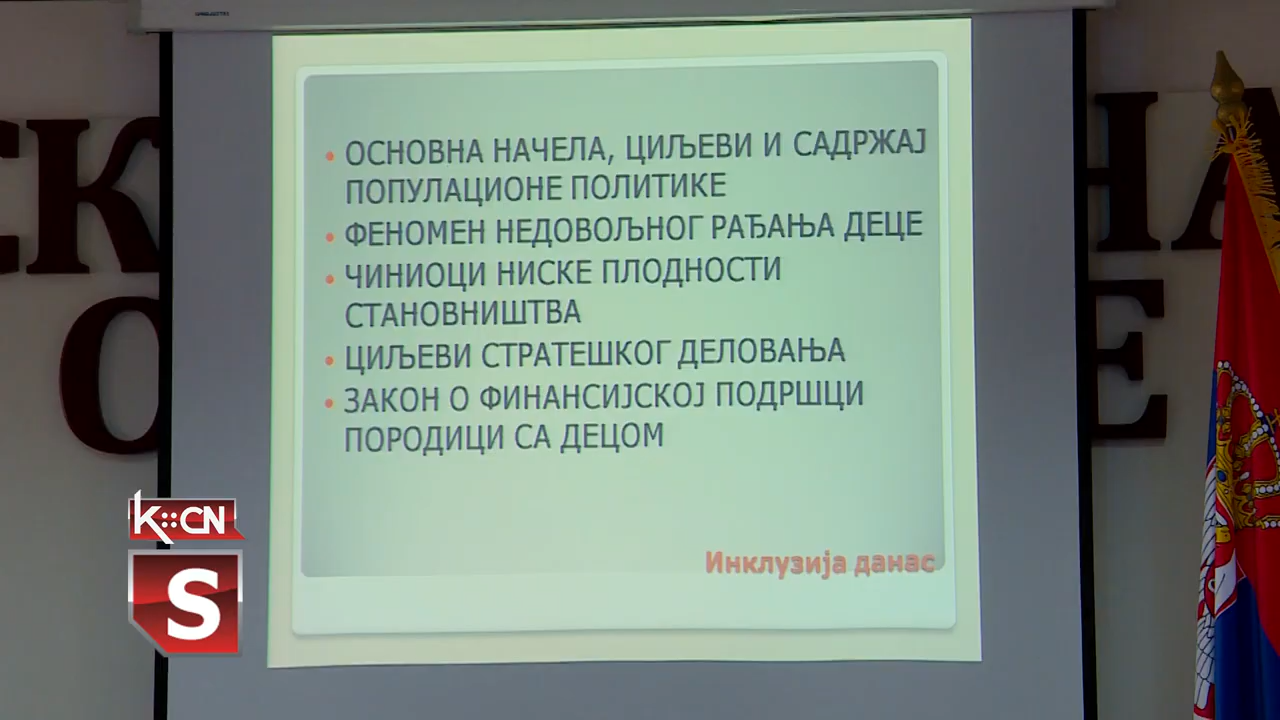 • ОСНОВНА НАЧЕЛА, ЦИЉЕВИ И САДРЖАЈ
ПОПУЛАЦИОНЕ ПОЛИТИКЕ
• ФЕНОМЕН НЕДОВОЉНОГ РАЂАЊА ДЕЦЕ
• ЧИНИОЦИ НИСКЕ ПЛОДНОСТИ
СТАНОВНИШТВА
• ЦИЉЕВИ СТРАТЕШКОГ ДЕЛОВАЊА
• ЗАКОН О ФИНАНСИЈСКОЈ ПОДРШЦИ
ПОРОДИЦИ СА ДЕЦОМ
Инклузија данас
K::CN
S